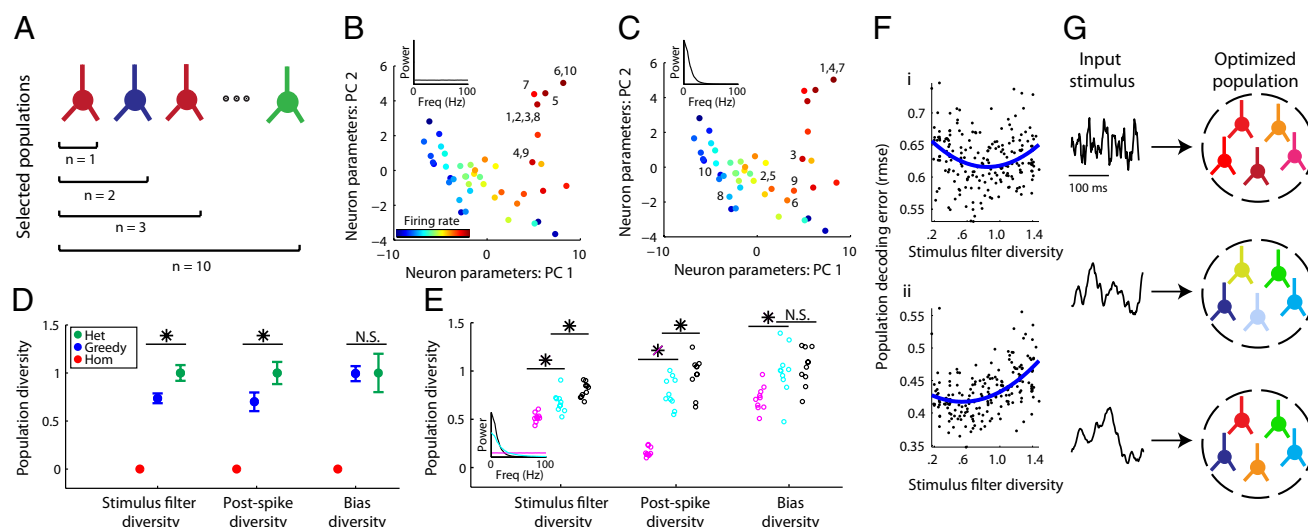 A
Selected populations
n = 1
n = 2
n = 3
n = 10
B
Neuron parameters: PC 2
6
4
2
0
−2
−4
−10
0
10
Neuron parameters: PC 1
Power
0
100
Freq (Hz)
6,10
7
5
1,2,3,8
4,9
Firing rate
C
Neuron parameters: PC 2
6
4
2
0
−2
−4
−10
0
10
Neuron parameters: PC 1
Power
0
100
Freq (Hz)
1,4,7
3
10
2,5
9
8
6
D
Population diversity
1.5
1
0.5
0
Het
Greedy
Hom
*
*
N.S.
Stimulus filter
diversity
Post-spike
diversity
Bias
diversity
E
Population diversity
1.5
1
0.5
0
*
*
*
*
*
N.S.
Power
0
100
Freq (Hz)
Stimulus filter
diversity
Post-spike
diversity
Bias
diversity
F
Population decoding error (rmse)
i
0.75
0.67
0.65
0.55
0.53
.2
.6
1.0
1.4
Stimulus filter diversity
ii
0.55
0.45
0.4
0.35
.2
.6
1.0
1.4
Stimulus filter diversity
G
Input
stimulus
Optimized
population
100 ms